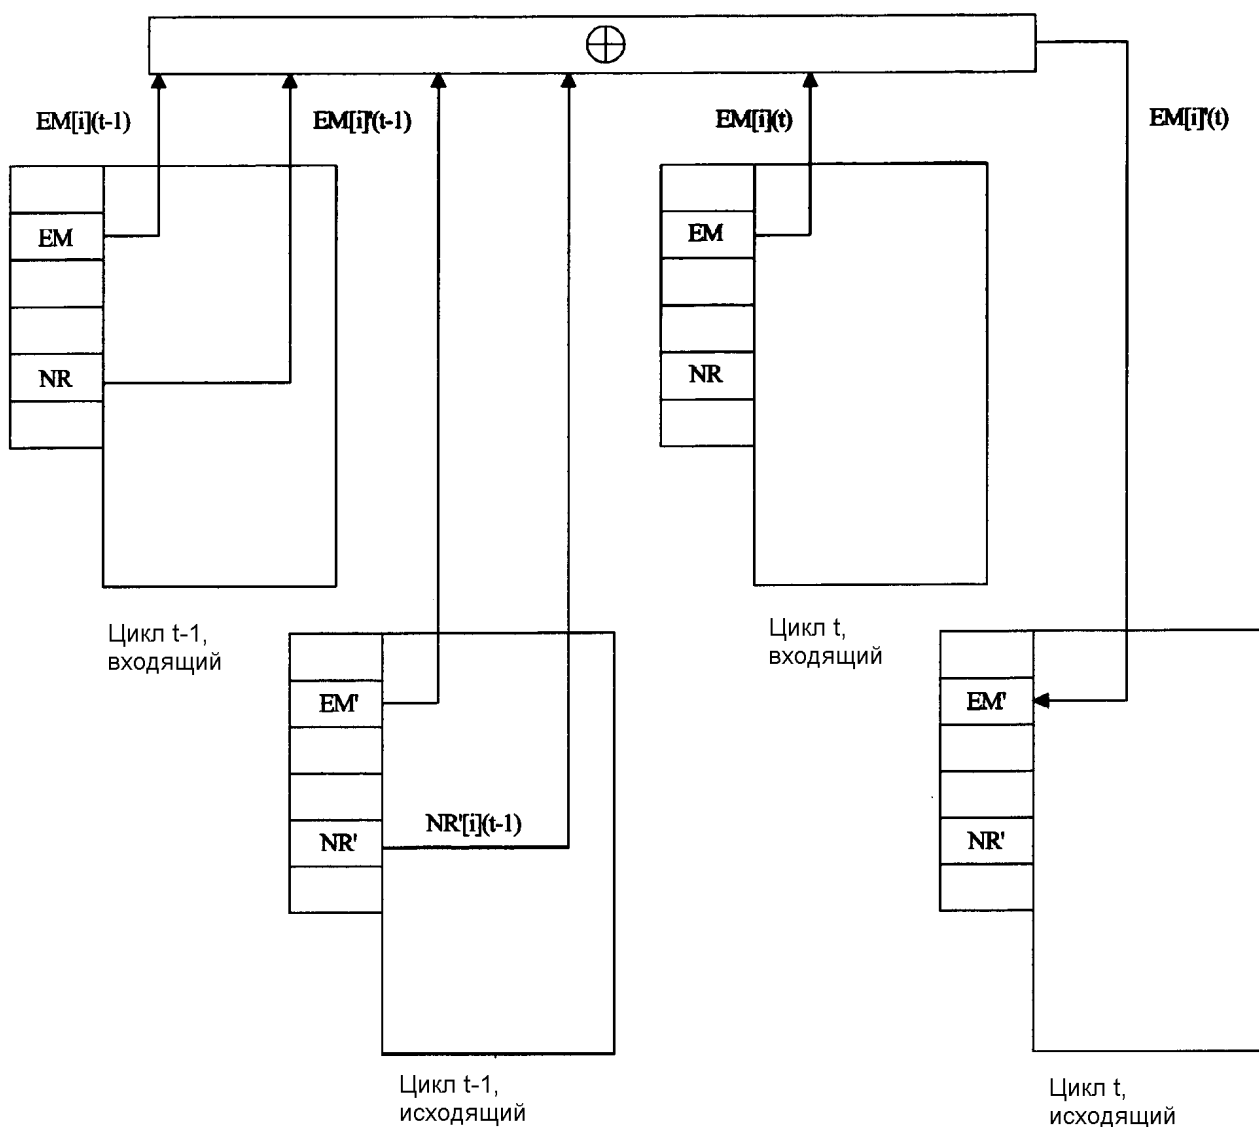 EM[i](t-1)
EM[i]'(t-1)
EM[i](t)
EM[i]'(t)
EM
NR
EM
NR
Цикл t-1,
входящий
Цикл t,
входящий
EM'
NR'[i](t-1)
NR'
EM'
NR'
Цикл t-1,
исходящий
Цикл t,
исходящий